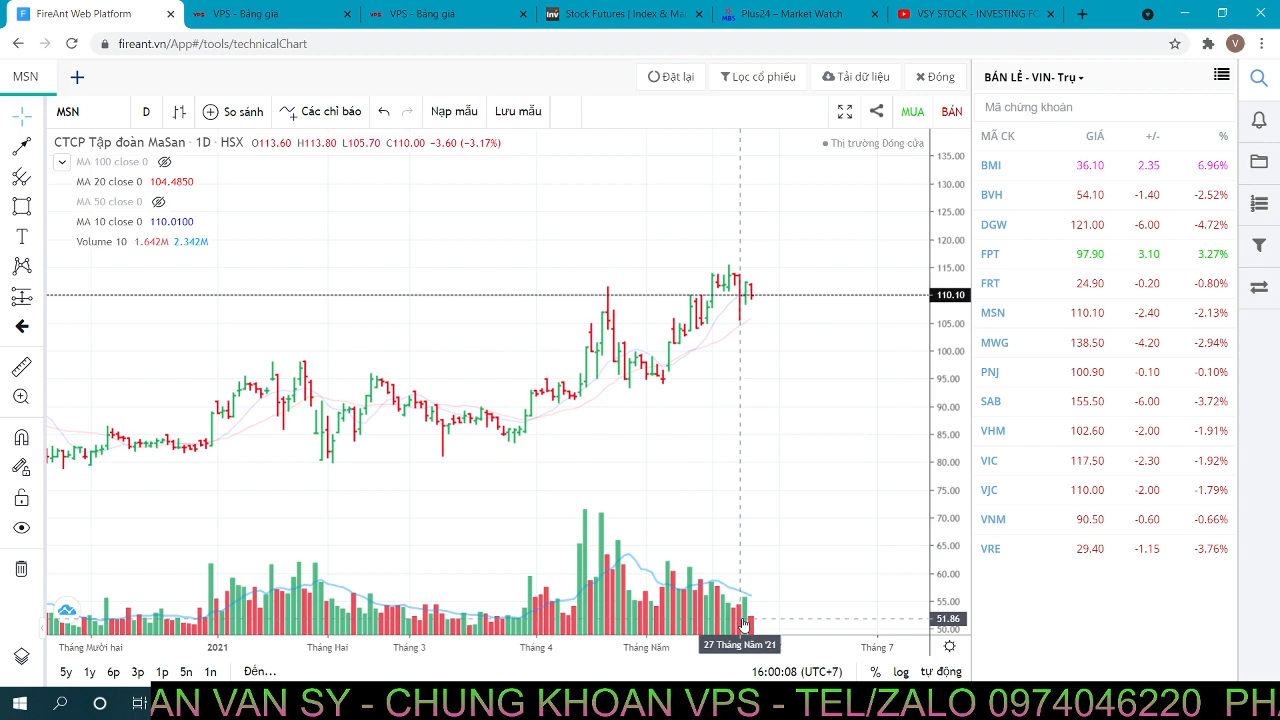 FireAnt Web Platform
VPS - Bảng giá
VPS - Bảng giá
Stock Futures | Index & Ma
Plus24 – Market Watch
VSY STOCK - INVESTING FO
fireant.vn/App#/tools/technicalChart
V
MSN
Đặt lại
Lọc cổ phiếu
Tải dữ liệu
Đóng
BÁN LẺ - VIN- Trụ
MSN
D
So sánh
Các chỉ báo
Nạp mẫu
Lưu mẫu
MUA
BÁN
Mã chứng khoán
CTCP Tập đoàn MaSan · 1D · HSX O113.60 H113.80 L105.70 C110.00 -3.60 (-3.17%)
Thị trường Đóng cửa
MA 100 close 0
MA 20 close 0 104.4850
MA 50 close 0
MA 10 close 0 110.0100
Volume 10 1.642M 2.342M
135.00
130.00
125.00
120.00
115.00
110.10
105.00
100.00
95.00
90.00
85.00
80.00
75.00
70.00
65.00
60.00
55.00
51.86
50.00
MÃ CK GIÁ +/- %
BMI 36.10 2.35 6.96%
BVH 54.10 -1.40 -2.52%
DGW 121.00 -6.00 -4.72%
FPT 97.90 3.10 3.27%
FRT 24.90 -0.20 -0.80%
MSN 110.10 -2.40 -2.13%
MWG 138.50 -4.20 -2.94%
PNJ 100.90 -0.10 -0.10%
SAB 155.50 -6.00 -3.72%
VHM 102.60 -2.00 -1.91%
VIC 117.50 -2.30 -1.92%
VJC 110.00 -2.00 -1.79%
VNM 90.50 -0.60 -0.66%
VRE 29.40 -1.15 -3.76%
Tháng Mười hai
2021
Tháng Hai
Tháng 3
Tháng 4
Tháng Năm
27 Tháng Năm '21
Tháng 7
5y 1y 6p 3p 1p 5n 1n Đến...
16:00:08 (UTC+7)
% log tự động
AN VAN SY - CHUNG KHOAN VPS - TEL/ZALO 0974046220 PH